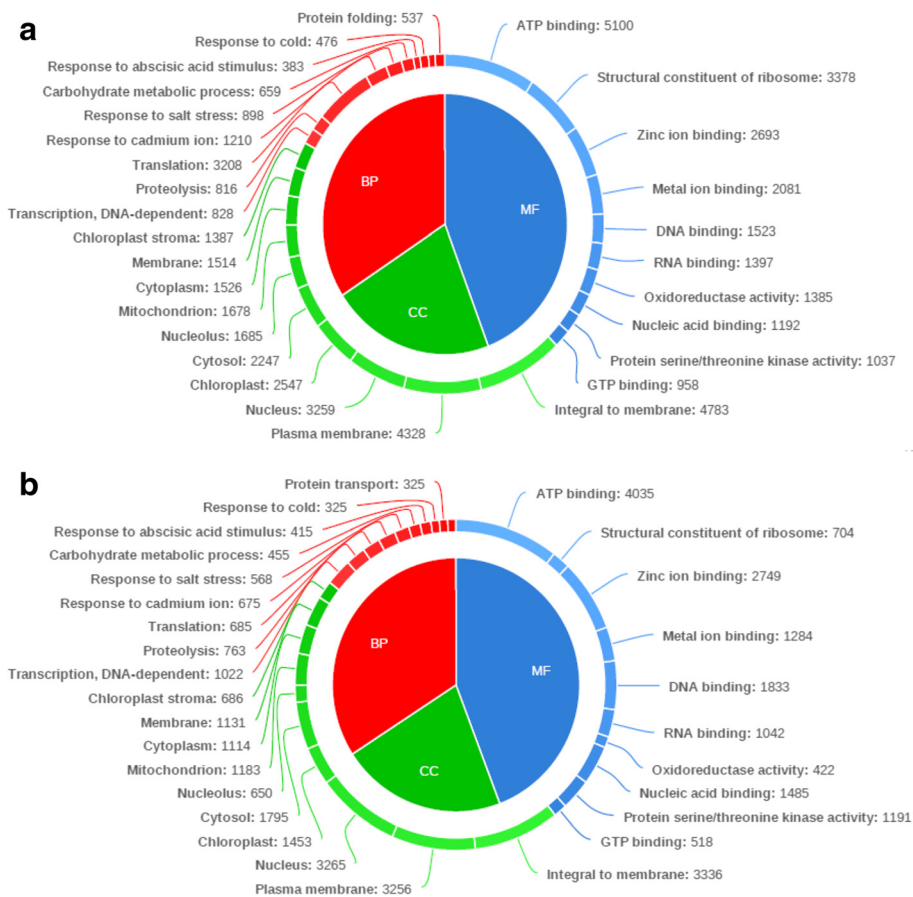 a
Protein folding: 537
Response to cold: 476
Response to abscisic acid stimulus: 383
Carbohydrate metabolic process: 659
Response to salt stress: 898
Response to cadmium ion: 1210
Translation: 3208
Proteolysis: 816
Transcription, DNA-dependent: 828
Chloroplast stroma: 1387
Membrane: 1514
Cytoplasm: 1526
Mitochondrion: 1678
Nucleolus: 1685
Cytosol: 2247
Chloroplast: 2547
Nucleus: 3259
Plasma membrane: 4328
ATP binding: 5100
Structural constituent of ribosome: 3378
Zinc ion binding: 2693
Metal ion binding: 2081
DNA binding: 1523
RNA binding: 1397
Oxidoreductase activity: 1385
Nucleic acid binding: 1192
Protein serine/threonine kinase activity: 1037
GTP binding: 958
Integral to membrane: 4783
BP
MF
CC
b
Protein transport: 325
Response to cold: 325
Response to abscisic acid stimulus: 415
Carbohydrate metabolic process: 455
Response to salt stress: 568
Response to cadmium ion: 675
Translation: 685
Proteolysis: 763
Transcription, DNA-dependent: 1022
Chloroplast stroma: 686
Membrane: 1131
Cytoplasm: 1114
Mitochondrion: 1183
Nucleolus: 650
Cytosol: 1795
Chloroplast: 1453
Nucleus: 3265
Plasma membrane: 3256
ATP binding: 4035
Structural constituent of ribosome: 704
Zinc ion binding: 2749
Metal ion binding: 1284
DNA binding: 1833
RNA binding: 1042
Oxidoreductase activity: 422
Nucleic acid binding: 1485
Protein serine/threonine kinase activity: 1191
GTP binding: 518
Integral to membrane: 3336
BP
MF
CC